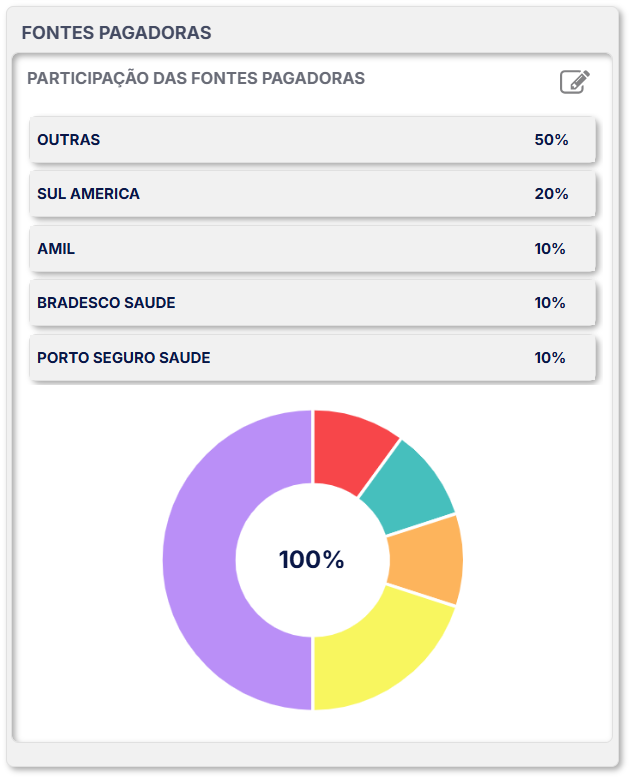 FONTES PAGADORAS
PARTICIPAÇÃO DAS FONTES PAGADORAS
OUTRAS 50%
SUL AMERICA 20%
AMIL 10%
BRADESCO SAUDE 10%
PORTO SEGURO SAUDE 10%
100%